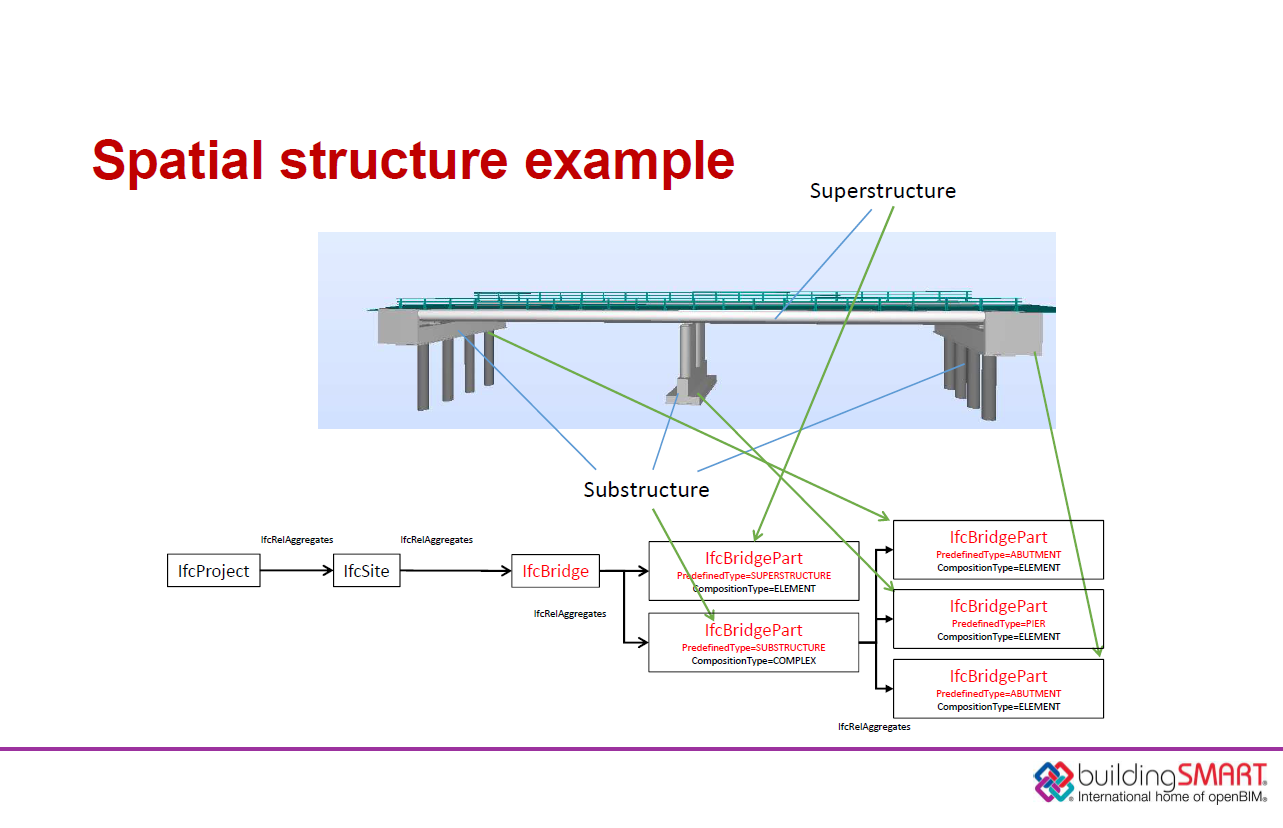 Spatial structure example
Superstructure
Substructure
IfcRelAggregates
IfcRelAggregates
IfcProject
IfcSite
IfcBridge
IfcRelAggregates
IfcBridgePart
PredefinedType=SUPERSTRUCTURE
CompositionType=ELEMENT
IfcBridgePart
PredefinedType=SUBSTRUCTURE
CompositionType=COMPLEX
IfcBridgePart
PredefinedType=ABUTMENT
CompositionType=ELEMENT
IfcBridgePart
PredefinedType=PIER
CompositionType=ELEMENT
IfcBridgePart
PredefinedType=ABUTMENT
CompositionType=ELEMENT
IfcRelAggregates
buildingSMART®
® International home of openBIM®